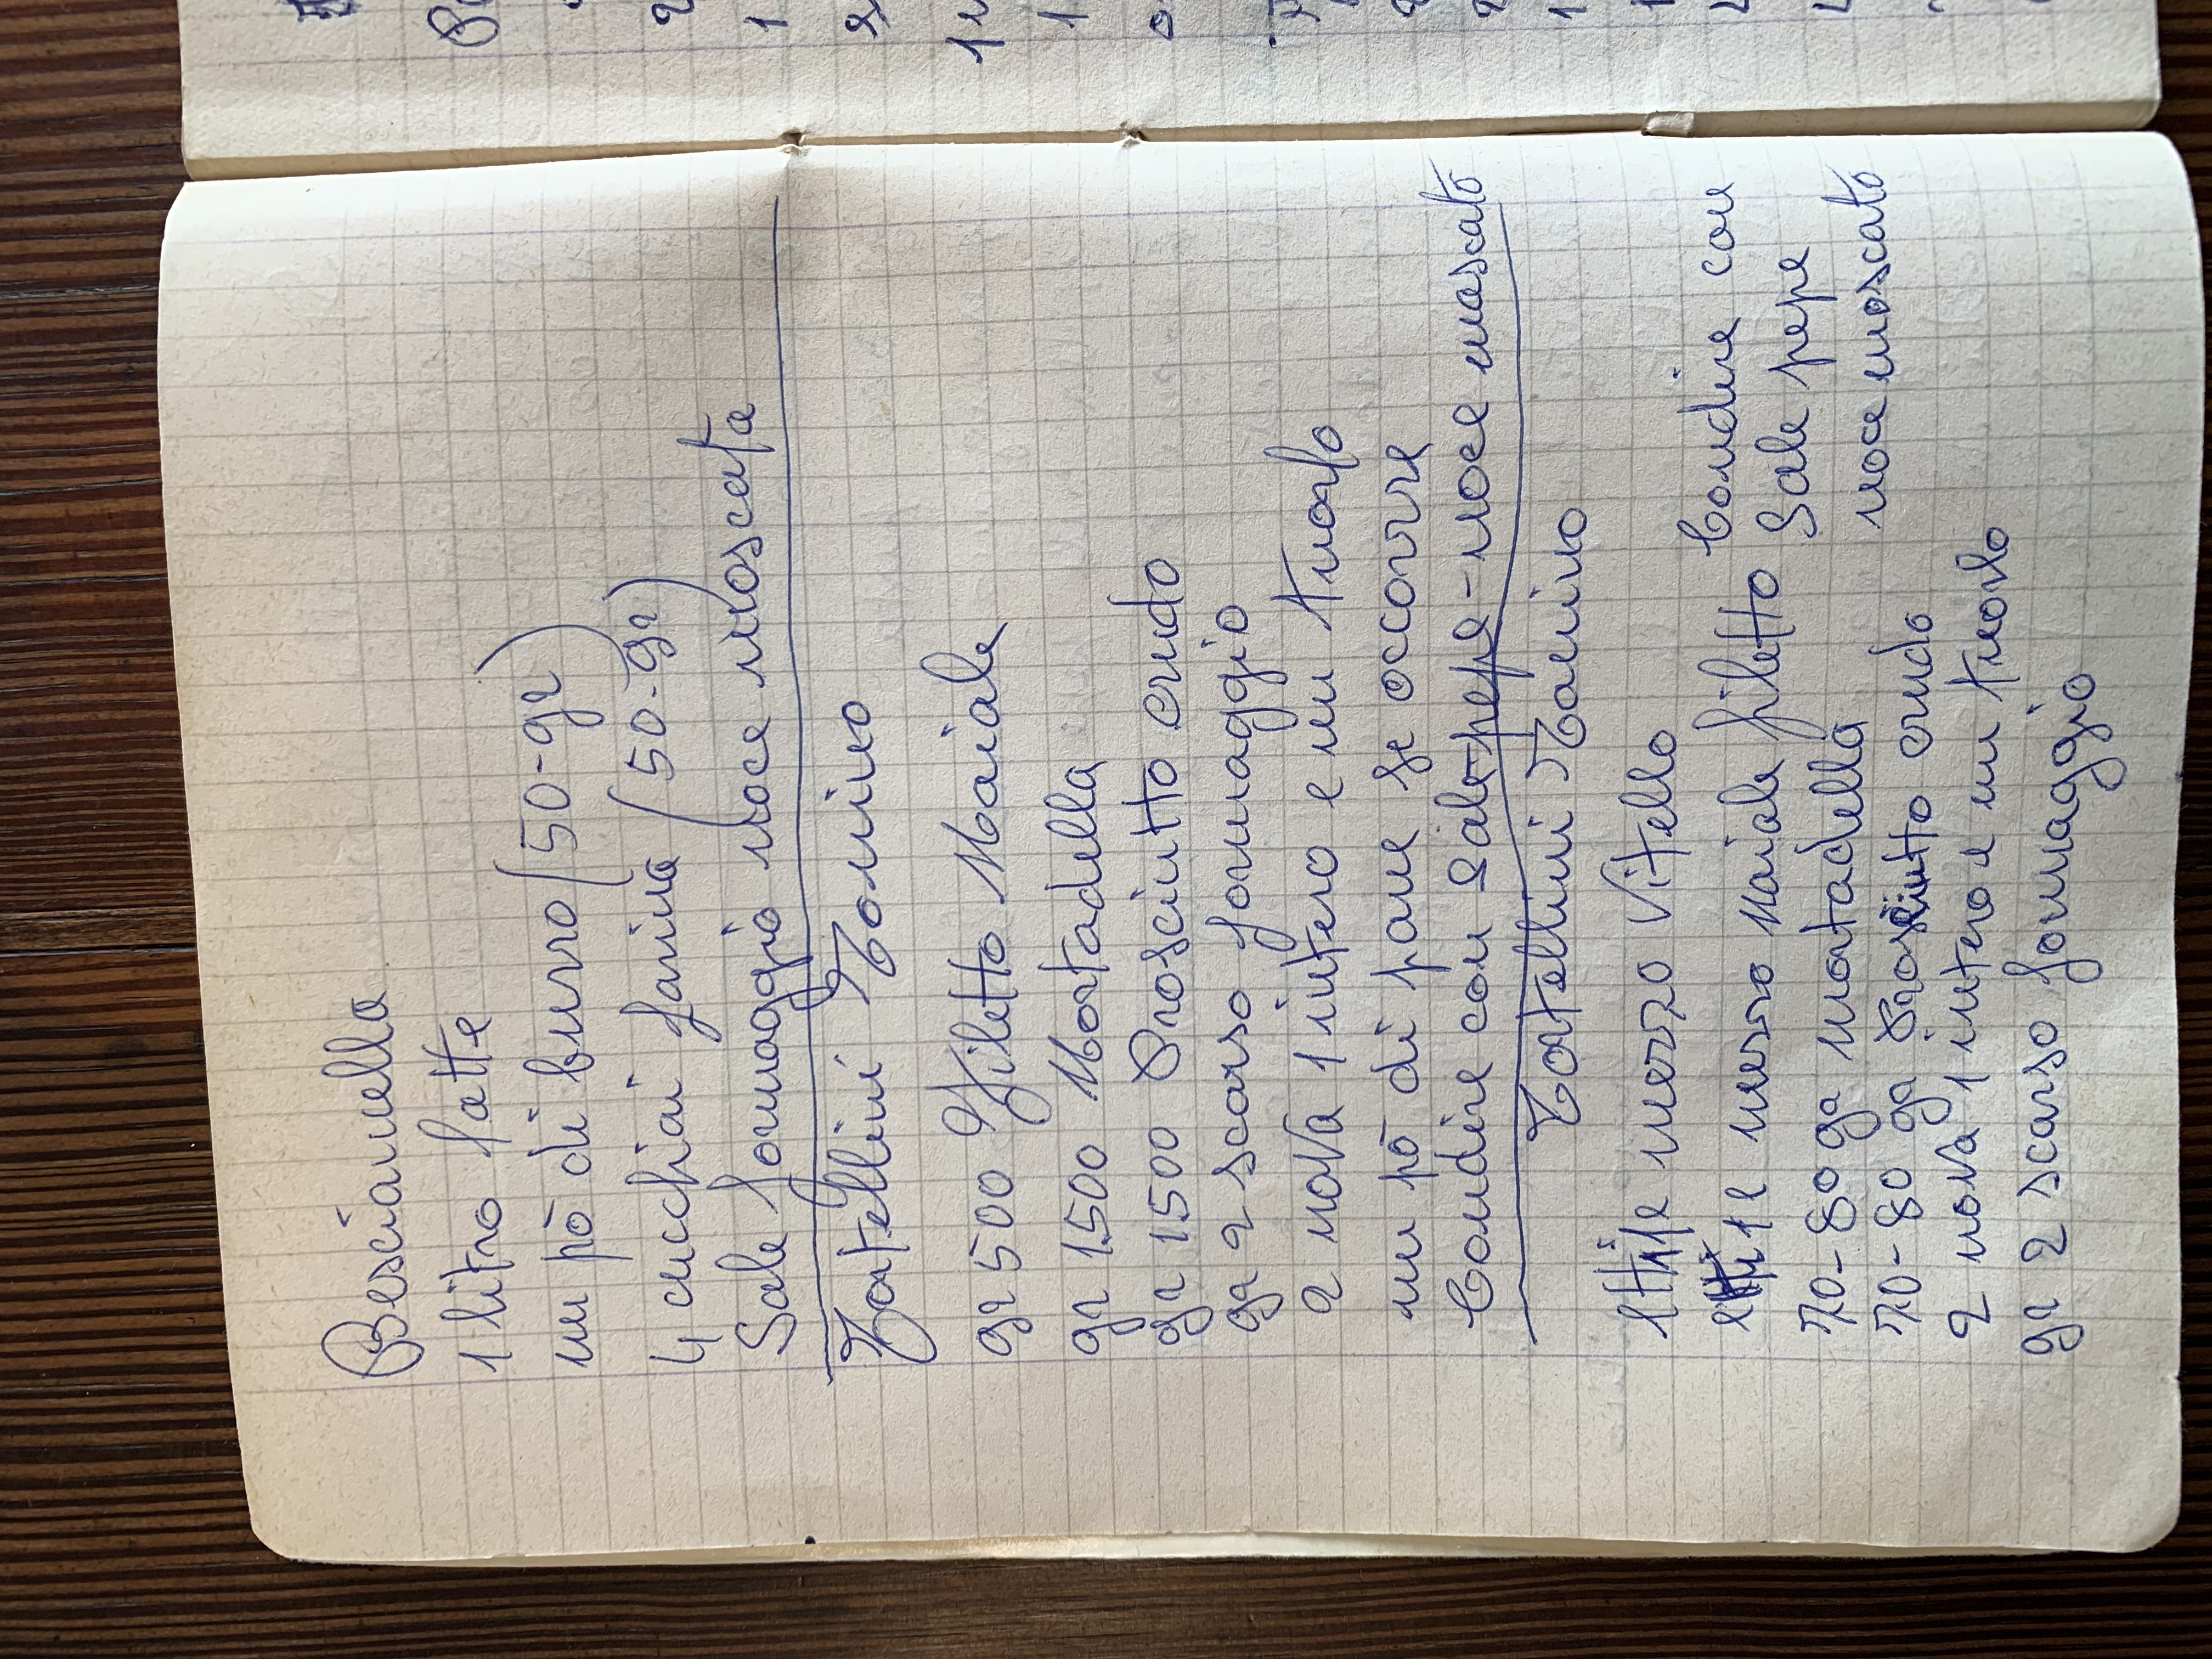 Besciamella
1 litro latte
un pò di burro (50-gr)
4 cucchiai farina (50-gr)
Sale formaggio noce moscata
Tortellini Tonino
gr 500 Filetto Maiale
gr 1.500 Mortadella
gr 1.500 Prosciutto crudo
gr 2 scarso formaggio
2 uova 1 intero e un tuorlo
un pò di pane se occorre
Condire con Sale-pepe-noce moscato
Tortellini Tonino
etti 1 e mezzo Vitello
etti 1 e mezzo maiale filetto
70-80 gr mortadella
70-80 gr Prosciutto crudo
2 uova 1 intero e un tuorlo
gr 2 scarso formaggio
Condire con
Sale pepe
noce moscato